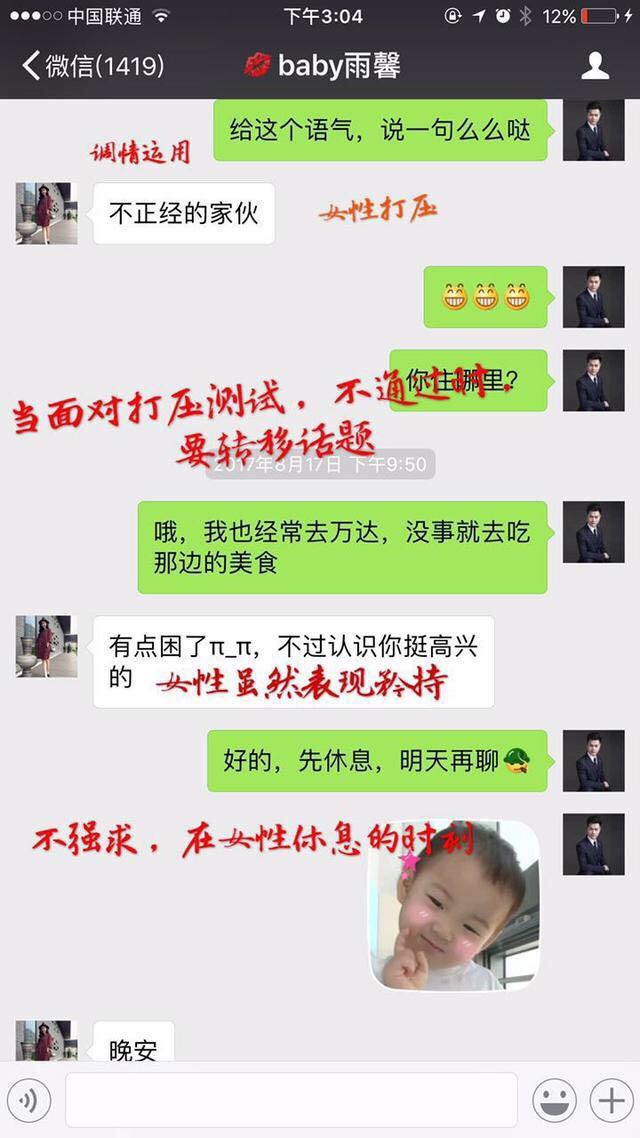 中国联通 下午3:04 12%
微信(1419) baby雨馨
给这个语气，说一句么么哒
调情运用
不正经的家伙
女性打压
你住哪里？
当面对打压测试，不通过时，
要转移话题
2017年8月17日 下午9:50
哦，我也经常去万达，没事就去吃
那边的美食
有点困了π_π，不过认识你挺高兴
的
女性虽然表现矜持
好的，先休息，明天再聊
不强求，在女性休息的时刻
晚安